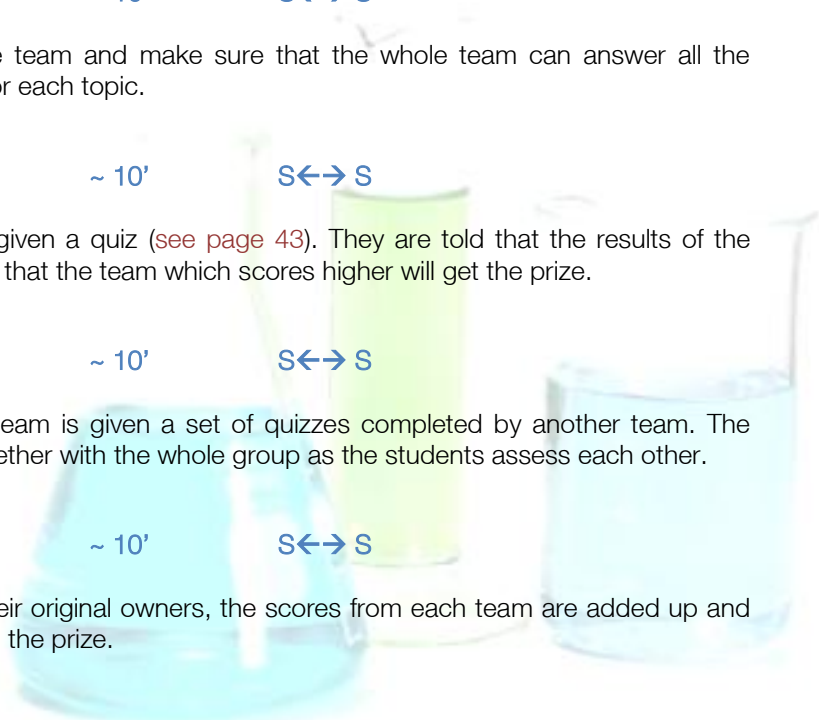 team and make sure that the whole team can answer all the
each topic.
~ 10’ S←→ S
given a quiz (see page 43). They are told that the results of the
that the team which scores higher will get the prize.
~ 10’ S←→ S
is given a set of quizzes completed by another team. The
with the whole group as the students assess each other.
~ 10’ S←→ S
original owners, the scores from each team are added up and
the prize.